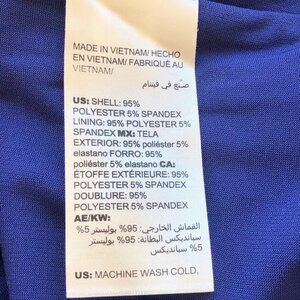 MADE IN VIETNAM/ HECHO
EN VIETNAM/ FABRIQUÉ AU
VIETNAM/
صنع في فيتنام
US: SHELL: 95%
POLYESTER 5% SPANDEX
LINING: 95% POLYESTER 5%
SPANDEX MX: TELA
EXTERIOR: 95% poliéster 5%
elastano FORRO: 95%
poliéster 5% elastano CA:
ÉTOFFE EXTÉRIEURE: 95%
POLYESTER 5% SPANDEX
DOUBLURE: 95%
POLYESTER 5% SPANDEX
AE/KW:
القماش الخارجي: 95% بوليستر 5%
سبانديكس البطانة: 95% بوليستر
5% سباندكس
US: MACHINE WASH COLD,